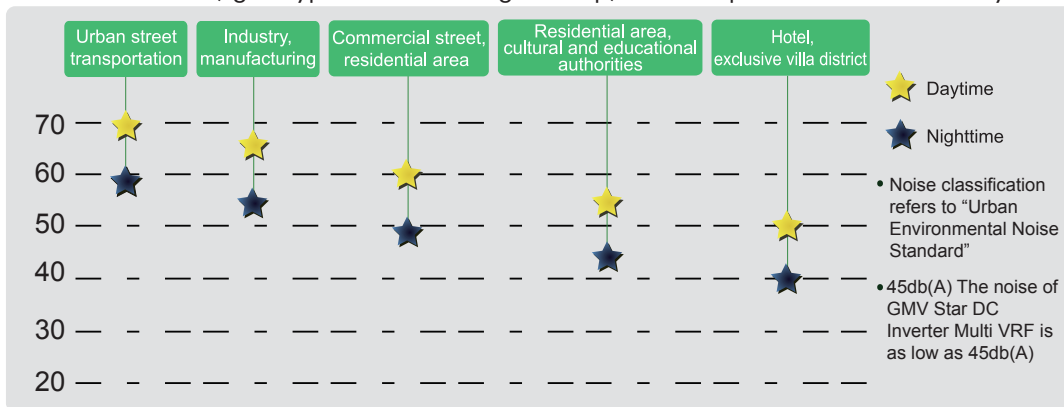 Urban street
transportation
Industry,
manufacturing
Commercial street,
residential area
Residential area,
cultural and educational
authorities
Hotel,
exclusive villa district
Daytime
Nighttime
70
60
50
40
30
20
• Noise classification
refers to “Urban
Environmental Noise
Standard”
• 45db(A) The noise of
GMV Star DC
Inverter Multi VRF is
as low as 45db(A)